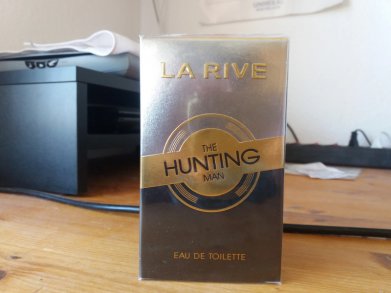 LA RIVE
THE
HUNTING
MAN
EAU DE TOILETTE